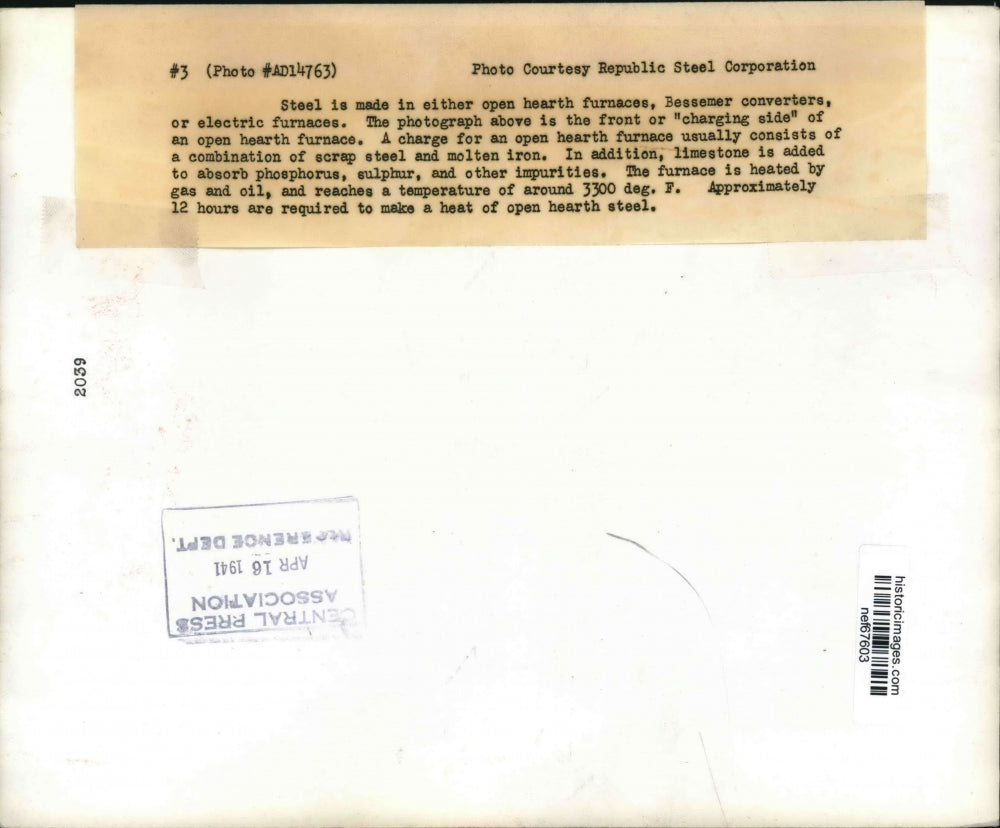 #3 (Photo #AD14763) Photo Courtesy Republic Steel Corporation
Steel is made in either open hearth furnaces, Bessemer converters,
or electric furnaces. The photograph above is the front or "charging side" of
an open hearth furnace. A charge for an open hearth furnace usually consists of
a combination of scrap steel and molten iron. In addition, limestone is added
to absorb phosphorus, sulphur, and other impurities. The furnace is heated by
gas and oil, and reaches a temperature of around 3300 deg. F. Approximately
12 hours are required to make a heat of open hearth steel.
2039
CENTRAL PRESS
ASSOCIATION
APR 16 1941
REFERENCE DEPT.
historicimages.com
nef67603